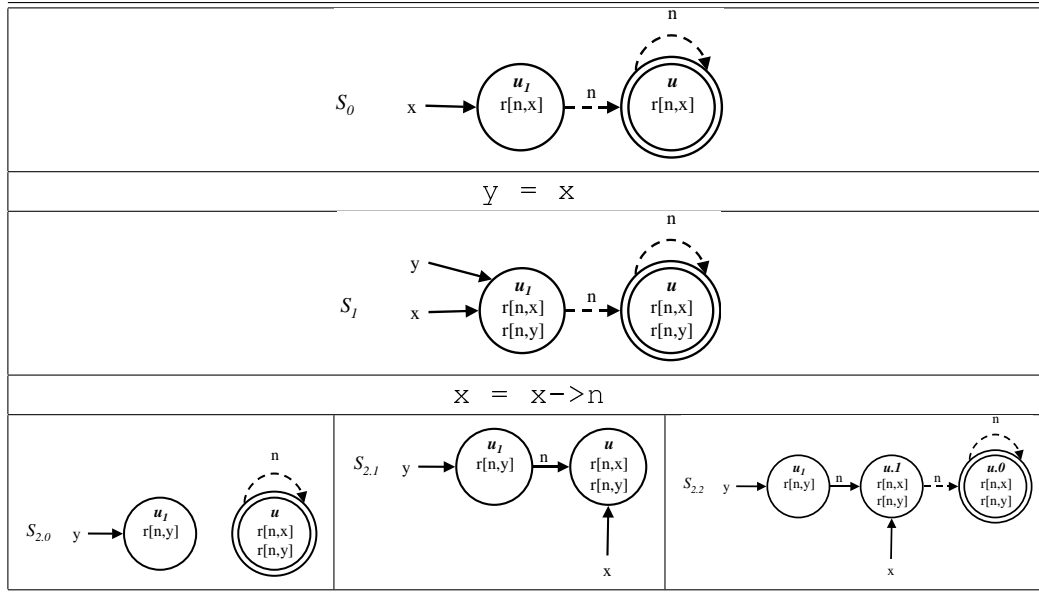 n
u1
n
u
S0
x
r[n,x]
r[n,x]
y = x
n
y
u1
n
u
S1
x
r[n,x]
r[n,x]
r[n,y]
r[n,y]
x = x->n
n
S2.0
y
u1
r[n,y]
u
r[n,x]
r[n,y]
S2.1
y
u1
r[n,y]
n
u
r[n,x]
r[n,y]
x
n
S2.2
y
u1
r[n,y]
n
u.1
r[n,x]
r[n,y]
n
u.0
r[n,x]
r[n,y]
x